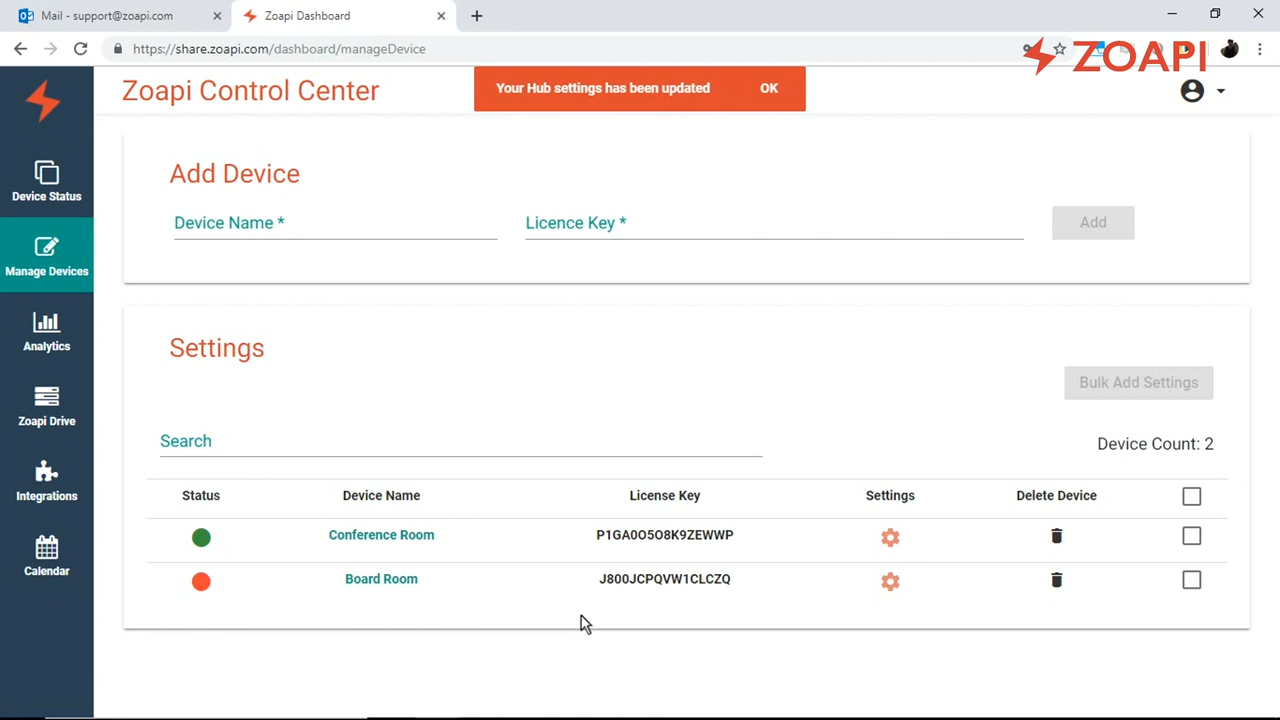 Mail - support@zoapi.com
Zoapi Dashboard
https://share.zoapi.com/dashboard/manageDevice
ZOAPI
Zoapi Control Center
Your Hub settings has been updated OK
Device Status
Manage Devices
Analytics
Zoapi Drive
Integrations
Calendar
Add Device
Device Name *
Licence Key *
Add
Settings
Bulk Add Settings
Search
Device Count: 2
Status Device Name License Key Settings Delete Device
Conference Room P1GA0O5O8K9ZEWWP
Board Room J800JCPQVW1CLCZQ